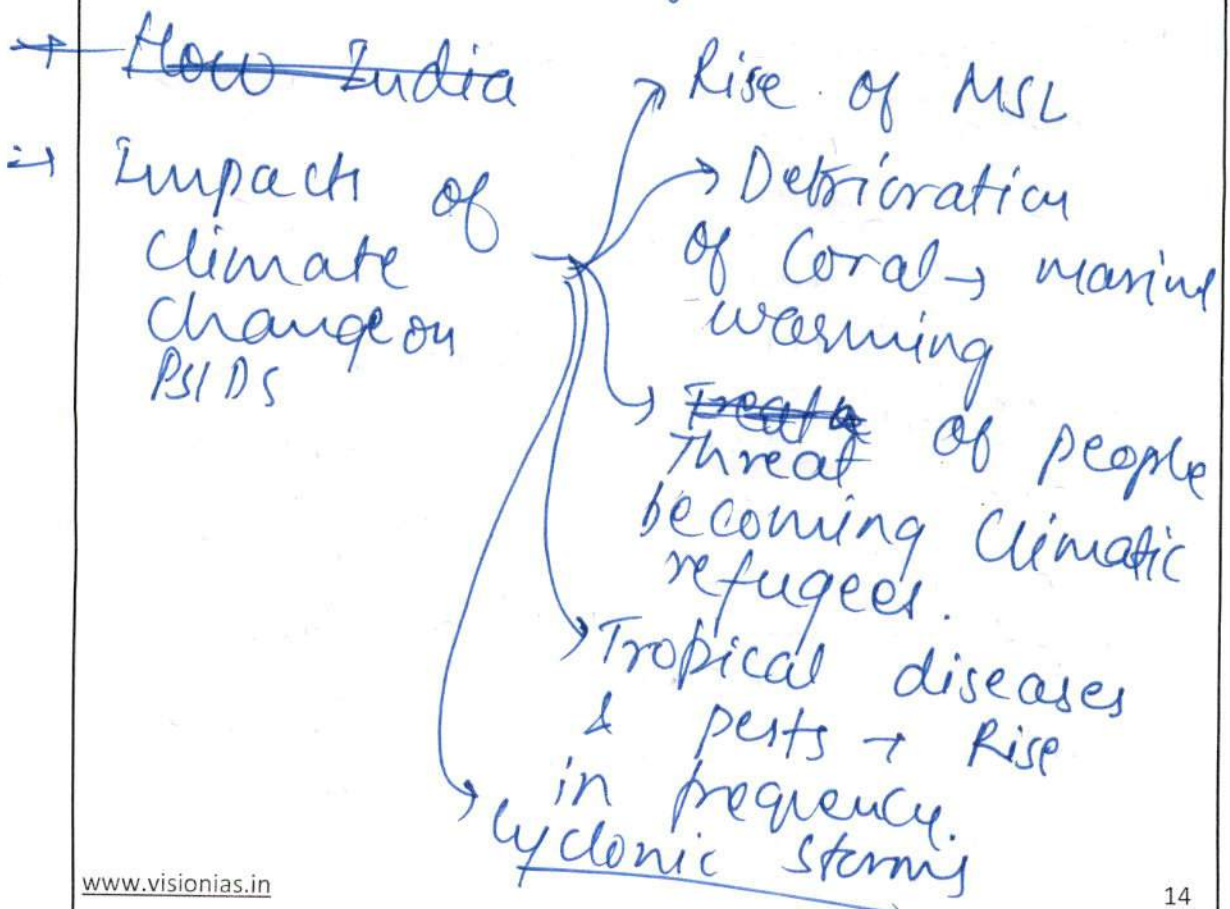 → How India
→ Impact of
Climate
Change on
PSIDS
→ Rise of MSL
→ Detrioration
of Coral → marine
warming
→ Threat of people
becoming Climatic
refugees.
→ Tropical diseases
& pests → Rise
in frequency.
→ Cyclonic Storms
www.visionias.in
14